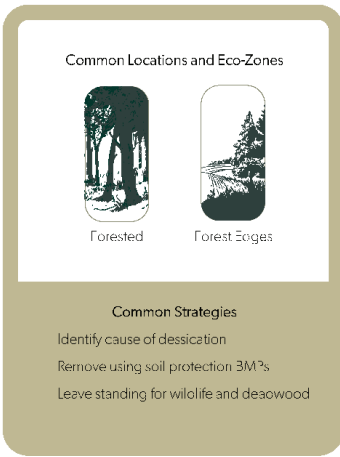 Common Locations and Eco-Zones
Forested
Forest Edges
Common Strategies
Identify cause of dessication
Remove using soil protection BMPs
Leave standing for wildlife and deadwood